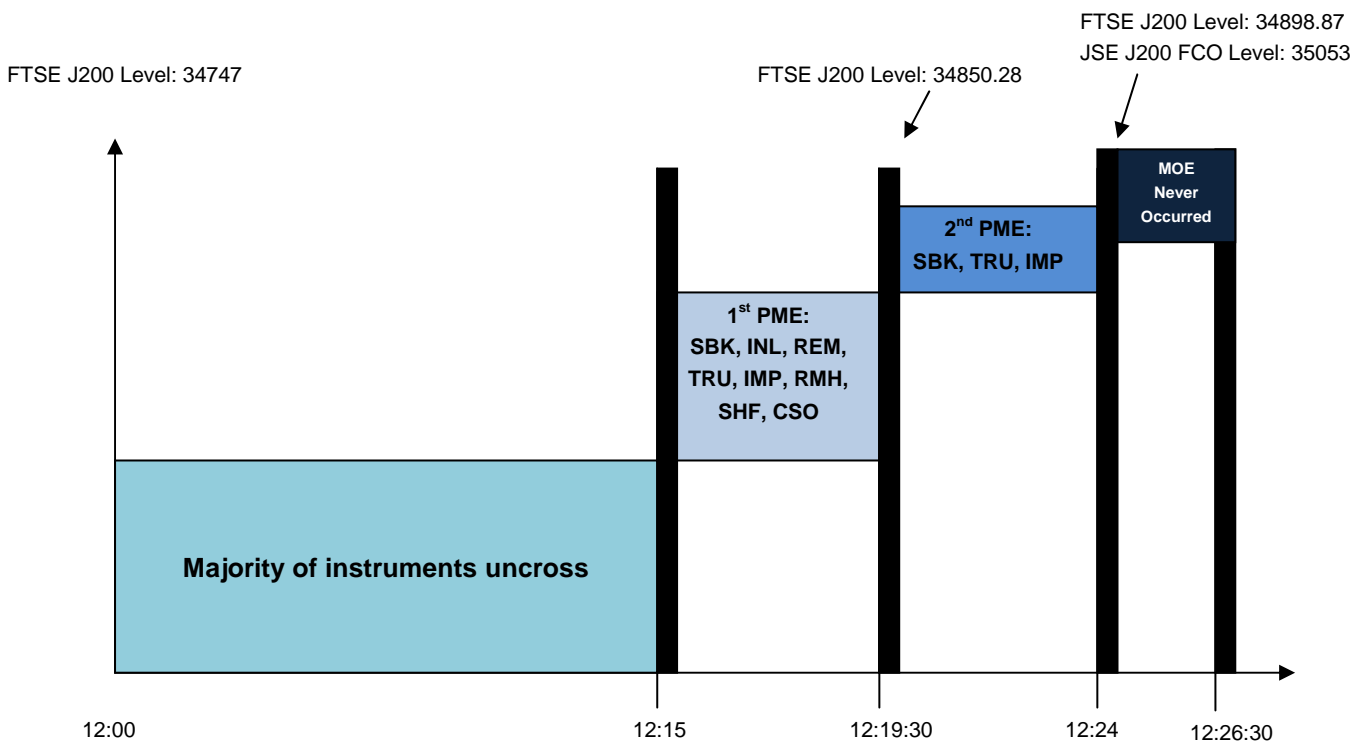 FTSE J200 Level: 34898.87
JSE J200 FCO Level: 35053
FTSE J200 Level: 34747
FTSE J200 Level: 34850.28
MOE
Never
Occurred
2nd PME:
SBK, TRU, IMP
1st PME:
SBK, INL, REM,
TRU, IMP, RMH,
SHF, CSO
Majority of instruments uncross
12:00
12:15
12:19:30
12:24
12:26:30